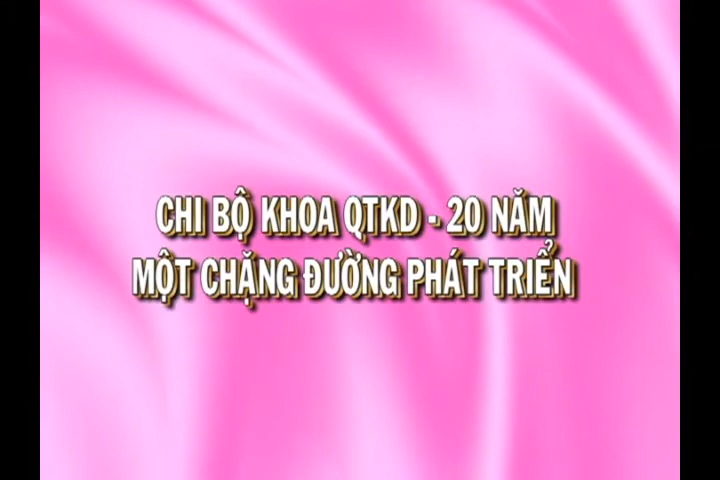 CHI BỘ KHOA QTKD - 20 NĂM
MỘT CHẶNG ĐƯỜNG PHÁT TRIỂN